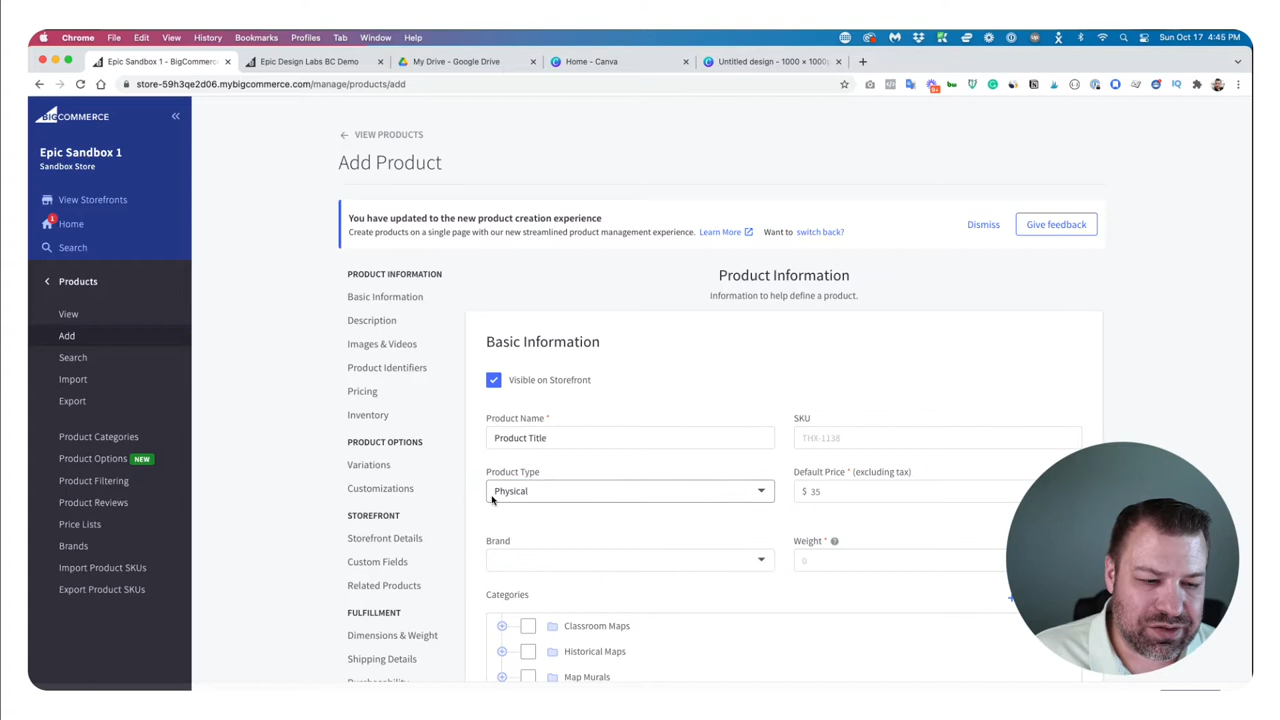 Chrome File Edit View History Bookmarks Profiles Tab Window Help Sun Oct 17 4:45 PM
Epic Sandbox 1 - BigCommerc Epic Design Labs BC Demo My Drive - Google Drive Home - Canva Untitled design - 1000 × 1000p
store-59h3qe2d06.mybigcommerce.com/manage/products/add
9+
BIGCOMMERCE
Epic Sandbox 1
Sandbox Store
View Storefronts
1
Home
Search
Products
View
Add
Search
Import
Export
Product Categories
Product Options NEW
Product Filtering
Product Reviews
Price Lists
Brands
Import Product SKUs
Export Product SKUs
VIEW PRODUCTS
Add Product
You have updated to the new product creation experience
Create products on a single page with our new streamlined product management experience. Learn More Want to switch back?
Dismiss
Give feedback
PRODUCT INFORMATION
Basic Information
Description
Images & Videos
Product Identifiers
Pricing
Inventory
PRODUCT OPTIONS
Variations
Customizations
STOREFRONT
Storefront Details
Custom Fields
Related Products
FULFILLMENT
Dimensions & Weight
Shipping Details
Product Information
Information to help define a product.
Basic Information
Visible on Storefront
Product Name *
Product Title
SKU
THX-1138
Product Type
Physical
Default Price * (excluding tax)
$ 35
Brand
Weight *
0
Categories
Classroom Maps
Historical Maps
Map Murals